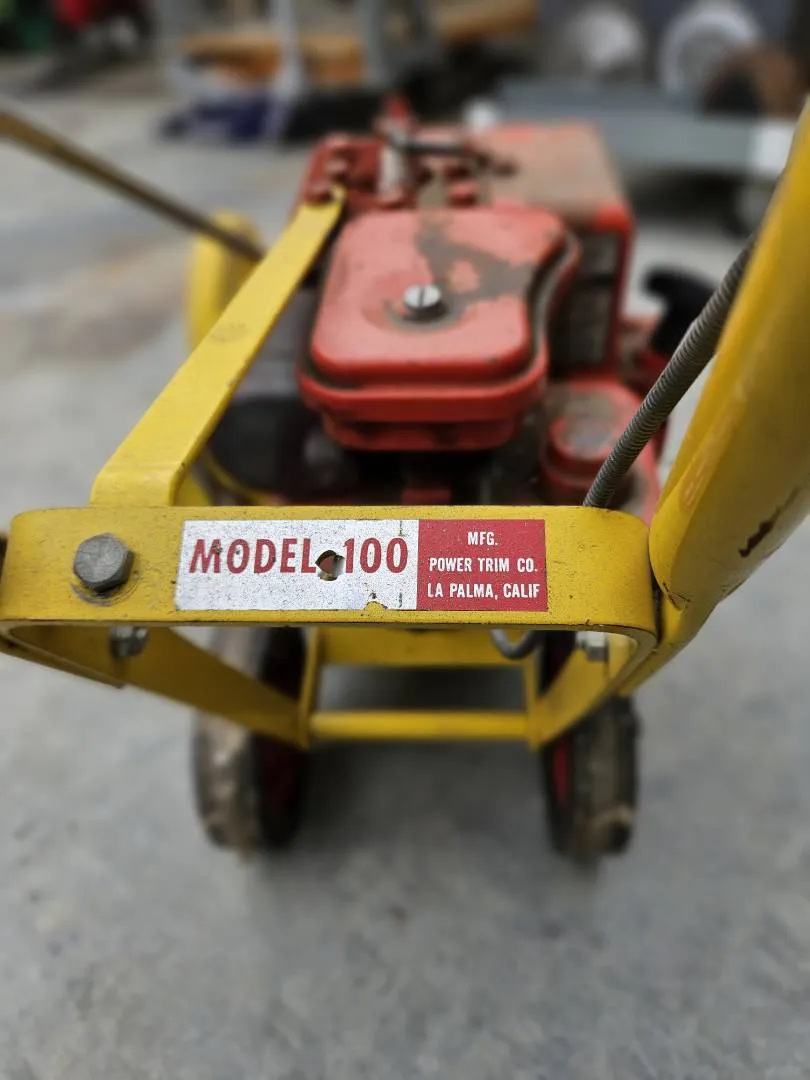 MODEL 100
MFG.
POWER TRIM CO.
LA PALMA, CALIF